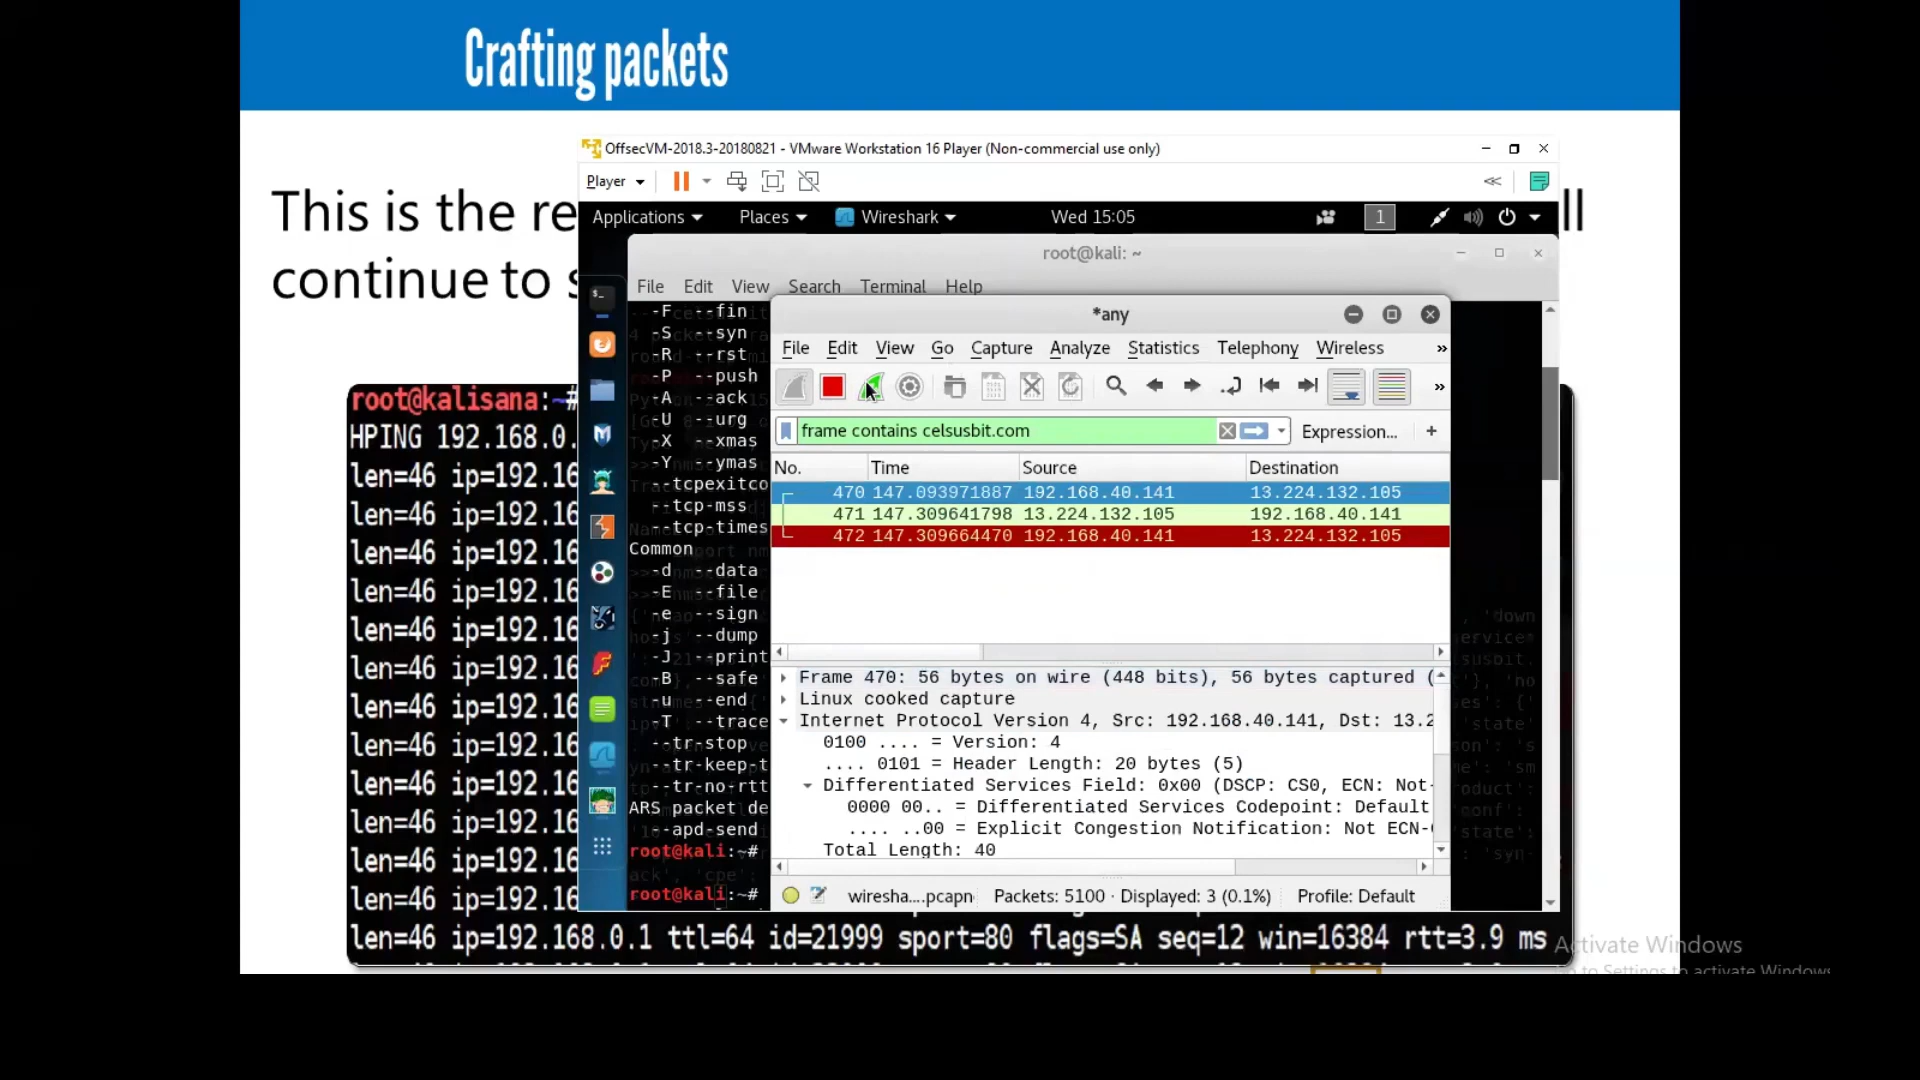 Crafting packets
This is the re
ll
continue to s
OffsecVM-2018.3-20180821 - VMware Workstation 16 Player (Non-commercial use only)
Player
Applications Places Wireshark Wed 15:05 1
root@kali: ~
File Edit View Search Terminal Help
-F --fin
-S --syn
-R --rst
-P --push
-A --ack
-U --urg
-X --xmas
-Y --ymas
--tcpexitco
--tcp-mss
--tcp-times
Common
-d --data
-E --file
-e --sign
-j --dump
-J --print
-B --safe
-u --end
-T --trace
--tr-stop
--tr-keep-t
--tr-no-rtt
ARS packet de
--apd-send
root@kali:~#
root@kali:~#
*any
File Edit View Go Capture Analyze Statistics Telephony Wireless »
frame contains celsusbit.com
Expression... +
No. Time Source Destination
470 147.093971887 192.168.40.141 13.224.132.105
471 147.309641798 13.224.132.105 192.168.40.141
472 147.309664470 192.168.40.141 13.224.132.105
Frame 470: 56 bytes on wire (448 bits), 56 bytes captured (
Linux cooked capture
Internet Protocol Version 4, Src: 192.168.40.141, Dst: 13.2
0100 .... = Version: 4
.... 0101 = Header Length: 20 bytes (5)
Differentiated Services Field: 0x00 (DSCP: CS0, ECN: Not-
0000 00.. = Differentiated Services Codepoint: Default
.... ..00 = Explicit Congestion Notification: Not ECN-
Total Length: 40
wiresha....pcapn Packets: 5100 · Displayed: 3 (0.1%) Profile: Default
root@kalisana:~#
HPING 192.168.0.
len=46 ip=192.16
len=46 ip=192.16
len=46 ip=192.16
len=46 ip=192.16
len=46 ip=192.16
len=46 ip=192.16
len=46 ip=192.16
len=46 ip=192.16
len=46 ip=192.16
len=46 ip=192.16
len=46 ip=192.16
len=46 ip=192.16
len=46 ip=192.168.0.1 ttl=64 id=21999 sport=80 flags=SA seq=12 win=16384 rtt=3.9 ms
Activate Windows
to Settings to activate Windows